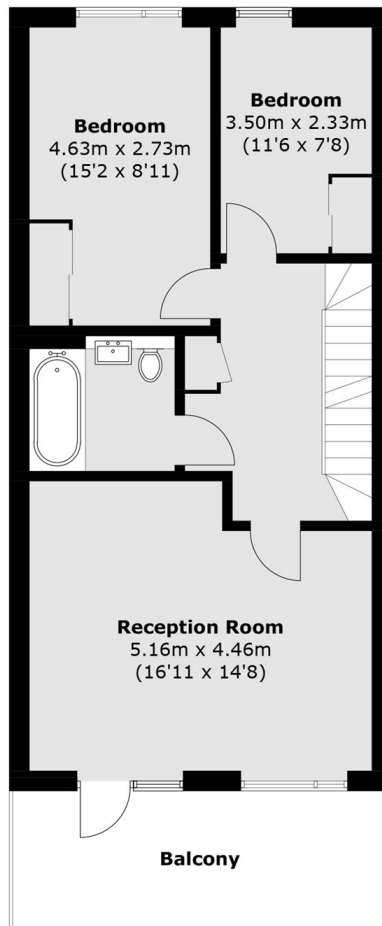 Bedroom
4.63m x 2.73m
(15'2 x 8'11)
Bedroom
3.50m x 2.33m
(11'6 x 7'8)
Reception Room
5.16m x 4.46m
(16'11 x 14'8)
Balcony